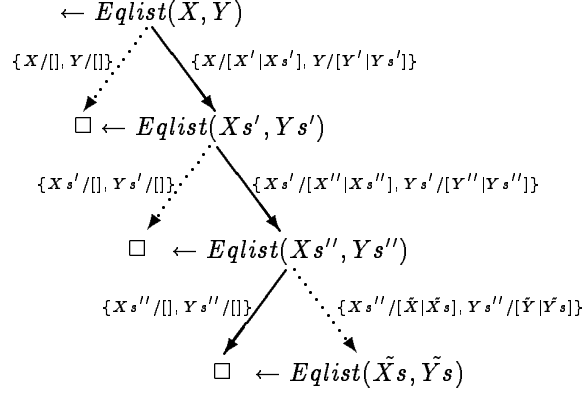 ← Eqlist(X, Y)
{X/[], Y/[]} {X/[X′|Xs′], Y/[Y′|Ys′]}
□ ← Eqlist(Xs′, Ys′)
{Xs′/[], Ys′/[]} {Xs′/[X′′|Xs′′], Ys′/[Y′′|Ys′′]}
□ ← Eqlist(Xs′′, Ys′′)
{Xs′′/[], Ys′′/[]} {Xs′′/[X̃|X̃s], Ys′′/[Ỹ|Ỹs]}
□ ← Eqlist(X̃s, Ỹs)